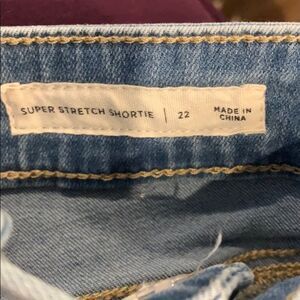 SUPER STRETCH SHORTIE | 22 MADE IN
CHINA